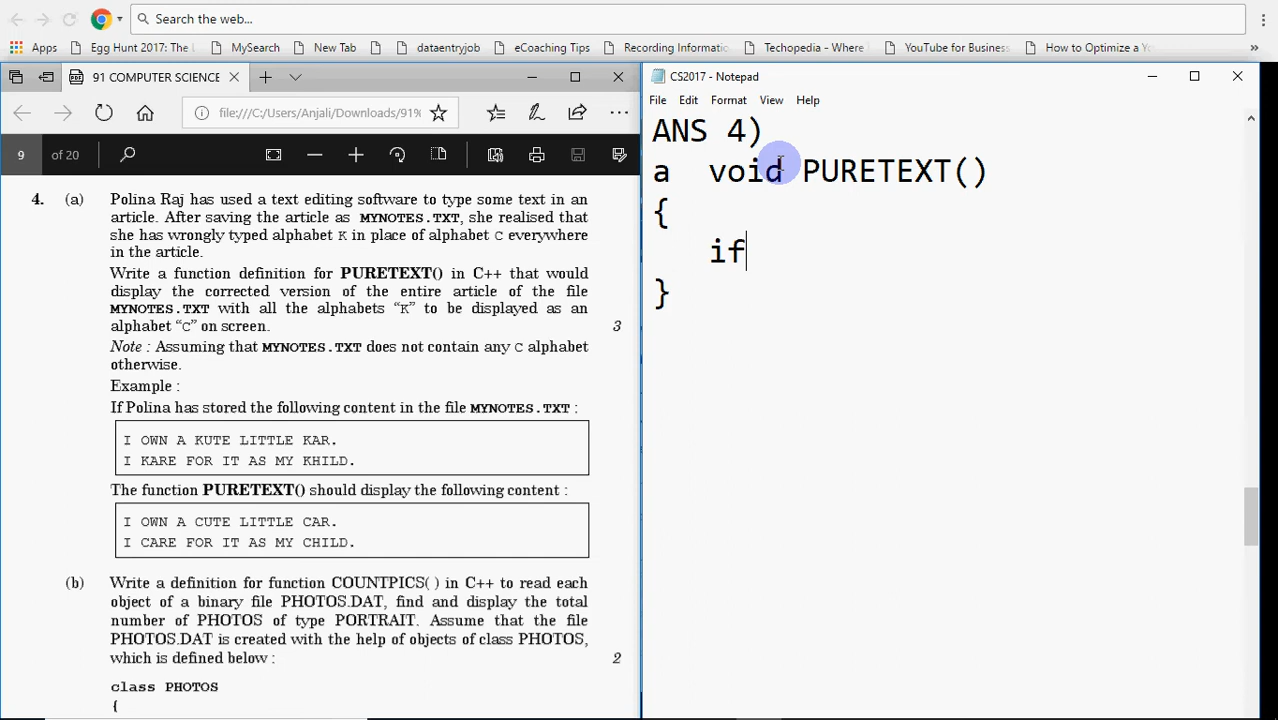 Search the web...
Apps Egg Hunt 2017: The L MySearch New Tab dataentryjob eCoaching Tips Recording Informatio Techopedia - Where YouTube for Business How to Optimize a Yo »
91 COMPUTER SCIENCE
file:///C:/Users/Anjali/Downloads/91%
9 of 20
4. (a) Polina Raj has used a text editing software to type some text in an
article. After saving the article as MYNOTES.TXT, she realised that
she has wrongly typed alphabet K in place of alphabet C everywhere
in the article.
Write a function definition for PURETEXT() in C++ that would
display the corrected version of the entire article of the file
MYNOTES.TXT with all the alphabets “K” to be displayed as an
alphabet “C” on screen. 3
Note : Assuming that MYNOTES.TXT does not contain any C alphabet
otherwise.
Example :
If Polina has stored the following content in the file MYNOTES.TXT :
I OWN A KUTE LITTLE KAR.
I KARE FOR IT AS MY KHILD.
The function PURETEXT() should display the following content :
I OWN A CUTE LITTLE CAR.
I CARE FOR IT AS MY CHILD.
(b) Write a definition for function COUNTPICS( ) in C++ to read each
object of a binary file PHOTOS.DAT, find and display the total
number of PHOTOS of type PORTRAIT. Assume that the file
PHOTOS.DAT is created with the help of objects of class PHOTOS,
which is defined below : 2
class PHOTOS
{
CS2017 - Notepad
File Edit Format View Help
ANS 4)
a void PURETEXT()
{
if
}